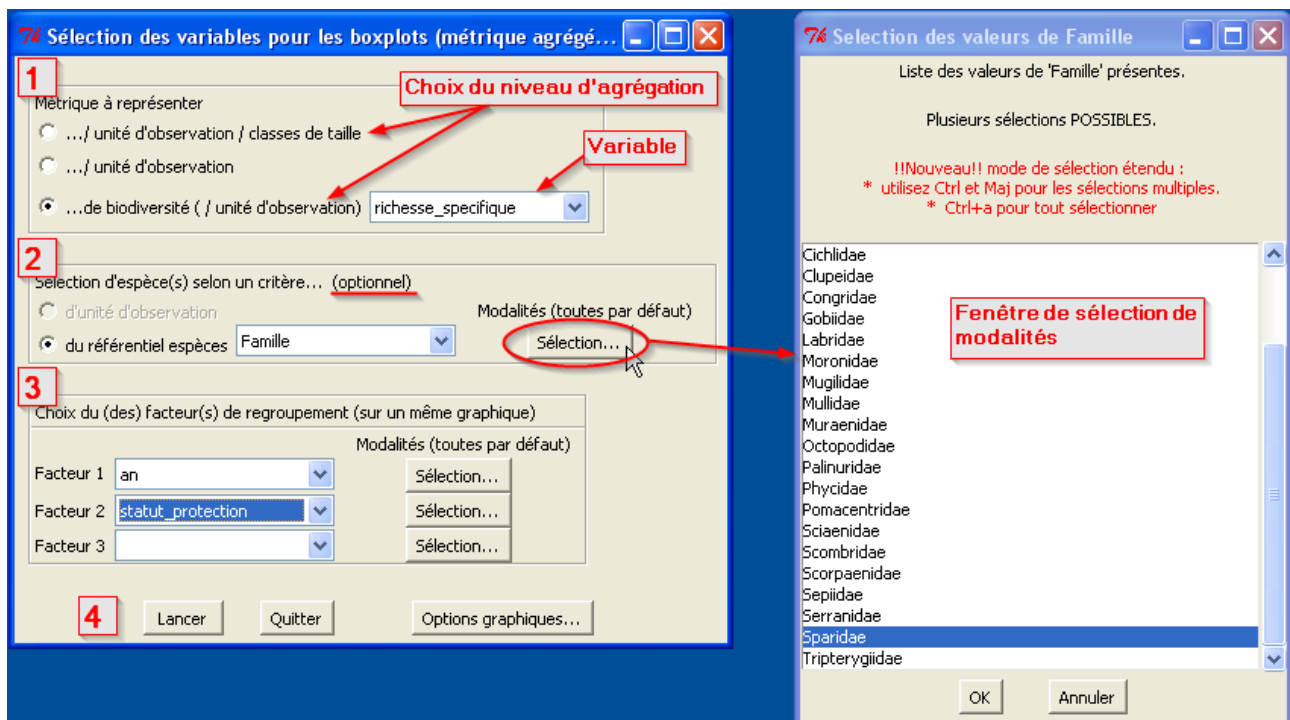 Sélection des variables pour les boxplots (métrique agrégé...
1
Métrique à représenter
Choix du niveau d'agrégation
.../ unité d'observation / classes de taille
Variable
.../ unité d'observation
...de biodiversité ( / unité d'observation) richesse_specifique
2
Sélection d'espèce(s) selon un critère... (optionnel)
d'unité d'observation
Modalités (toutes par défaut)
du référentiel espèces Famille Sélection...
3
Choix du (des) facteur(s) de regroupement (sur un même graphique)
Modalités (toutes par défaut)
Facteur 1 an Sélection...
Facteur 2 statut_protection Sélection...
Facteur 3 Sélection...
4 Lancer Quitter Options graphiques...
Selection des valeurs de Famille
Liste des valeurs de 'Famille' présentes.
Plusieurs sélections POSSIBLES.
!!Nouveau!! mode de sélection étendu :
* utilisez Ctrl et Maj pour les sélections multiples.
* Ctrl+a pour tout sélectionner
Cichlidae
Clupeidae
Congridae
Gobiidae
Labridae
Moronidae
Mugilidae
Mullidae
Muraenidae
Octopodidae
Palinuridae
Phycidae
Pomacentridae
Sciaenidae
Scombridae
Scorpaenidae
Sepiidae
Serranidae
Sparidae
Tripterygiidae
Fenêtre de sélection de
modalités
OK Annuler